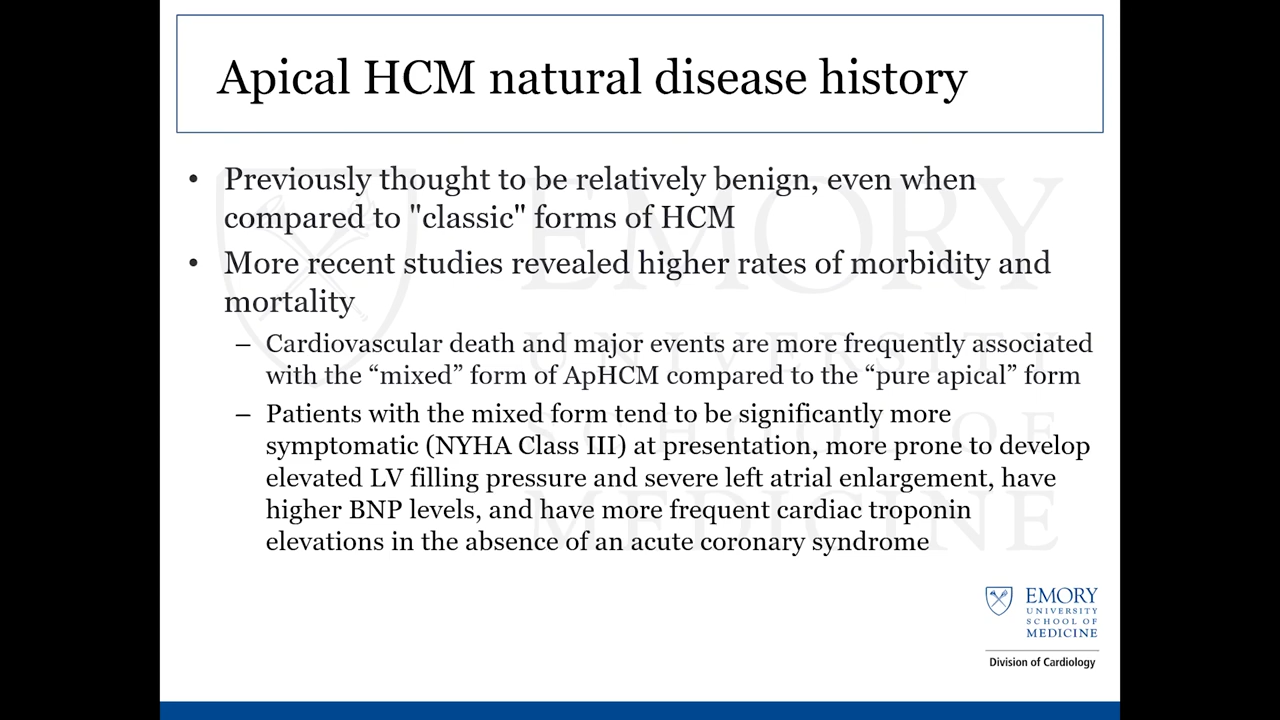 Apical HCM natural disease history
• Previously thought to be relatively benign, even when
compared to "classic" forms of HCM
• More recent studies revealed higher rates of morbidity and
mortality
– Cardiovascular death and major events are more frequently associated
with the “mixed” form of ApHCM compared to the “pure apical” form
– Patients with the mixed form tend to be significantly more
symptomatic (NYHA Class III) at presentation, more prone to develop
elevated LV filling pressure and severe left atrial enlargement, have
higher BNP levels, and have more frequent cardiac troponin
elevations in the absence of an acute coronary syndrome
EMORY
UNIVERSITY
SCHOOL OF
MEDICINE
EMORY
UNIVERSITY
SCHOOL OF
MEDICINE
Division of Cardiology